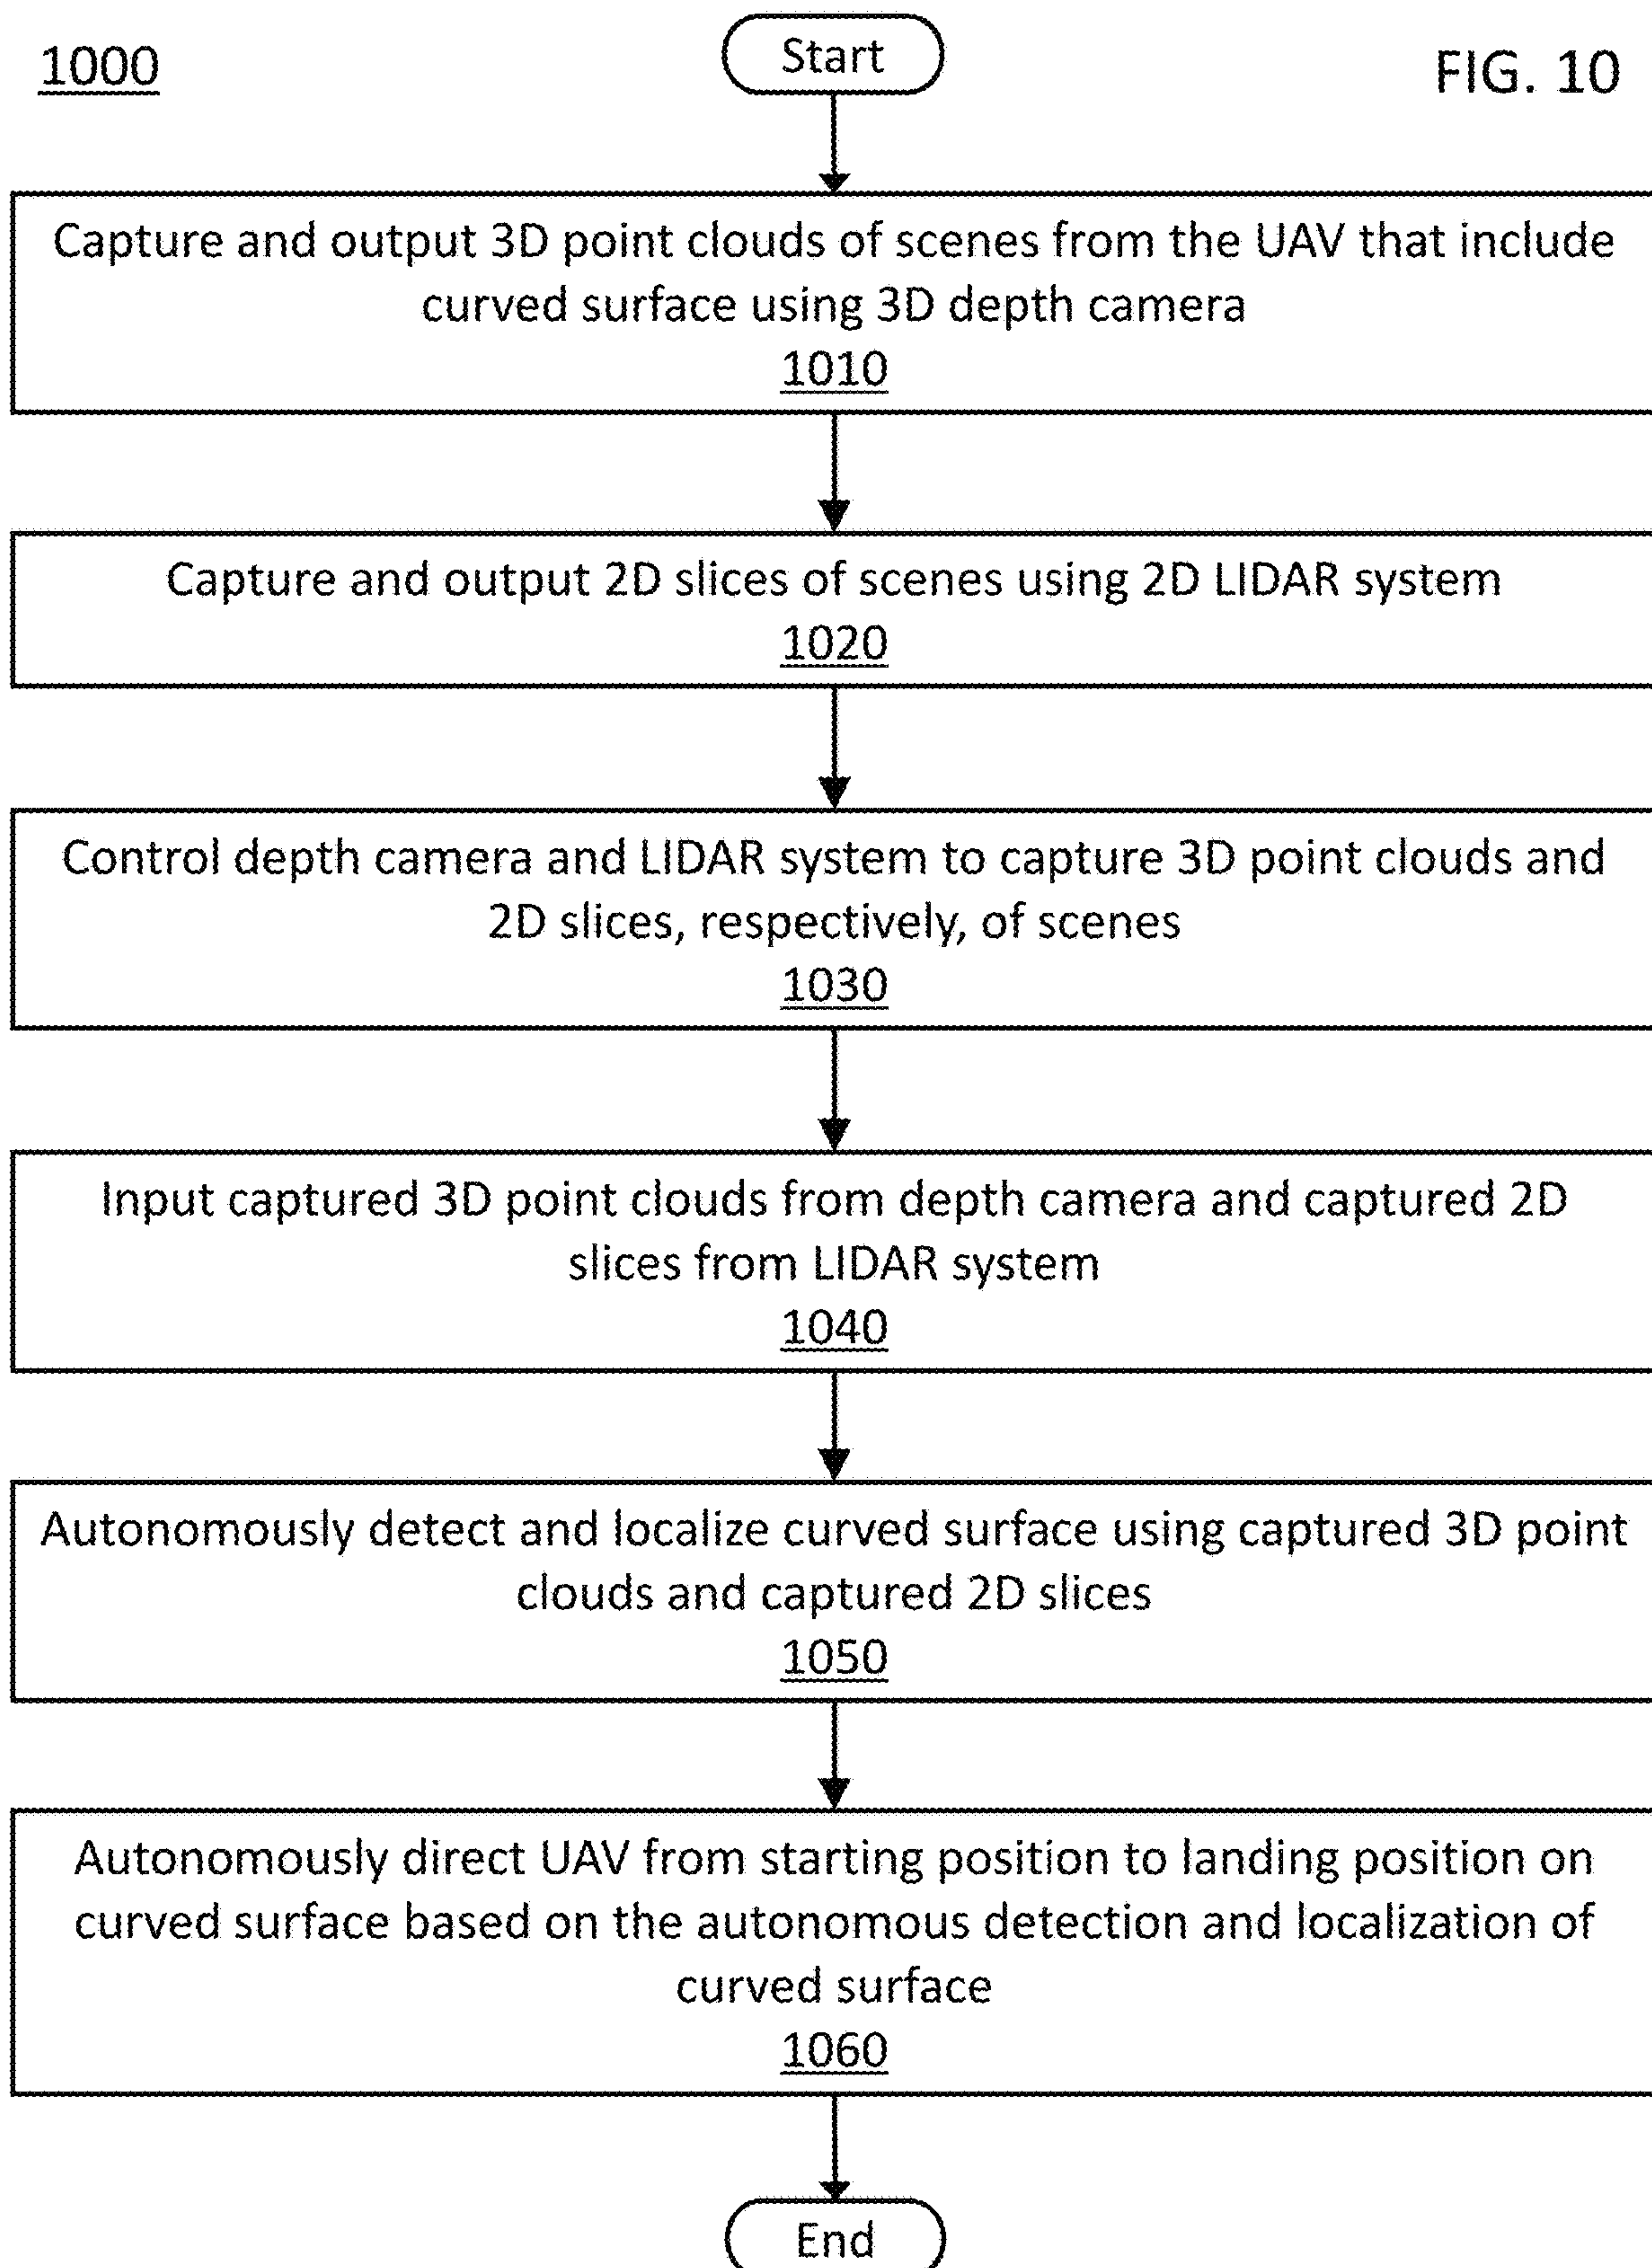 1000
Start
FIG. 10
Capture and output 3D point clouds of scenes from the UAV that include
curved surface using 3D depth camera
1010
Capture and output 2D slices of scenes using 2D LIDAR system
1020
Control depth camera and LIDAR system to capture 3D point clouds and
2D slices, respectively, of scenes
1030
Input captured 3D point clouds from depth camera and captured 2D
slices from LIDAR system
1040
Autonomously detect and localize curved surface using captured 3D point
clouds and captured 2D slices
1050
Autonomously direct UAV from starting position to landing position on
curved surface based on the autonomous detection and localization of
curved surface
1060
End